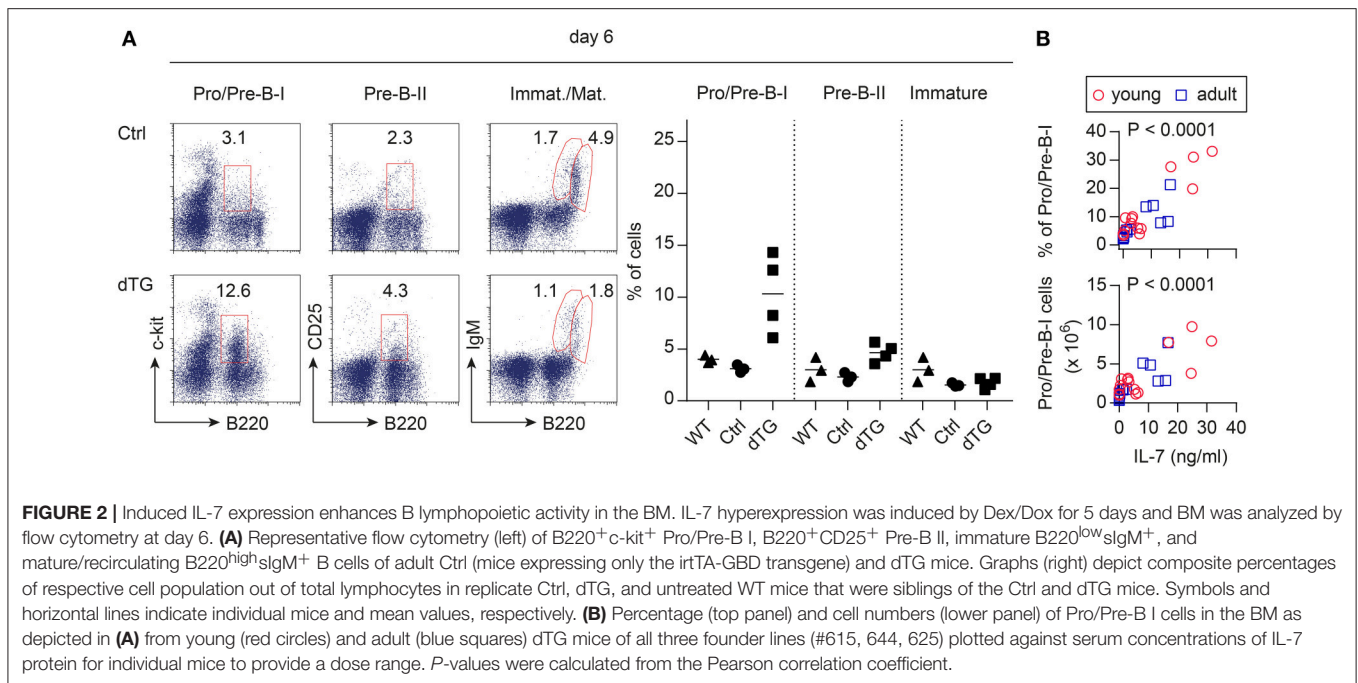 A
day 6
Pro/Pre-B-I
Pre-B-II
Immat./Mat.
Ctrl
3.1
2.3
1.7
4.9
dTG
12.6
4.3
1.1
1.8
c-kit
CD25
IgM
B220
B220
B220
Pro/Pre-B-I
Pre-B-II
Immature
% of cells
25
20
15
10
5
0
WT
Ctrl
dTG
WT
Ctrl
dTG
WT
Ctrl
dTG
B
young
adult
P < 0.0001
% of Pro/Pre-B-I
40
30
20
10
0
P < 0.0001
Pro/Pre-B-I cells
(x 10⁶)
15
10
5
0
0 10 20 30 40
IL-7 (ng/ml)
FIGURE 2 | Induced IL-7 expression enhances B lymphopoietic activity in the BM. IL-7 hyperexpression was induced by Dex/Dox for 5 days and BM was analyzed by
flow cytometry at day 6. (A) Representative flow cytometry (left) of B220⁺c-kit⁺ Pro/Pre-B I, B220⁺CD25⁺ Pre-B II, immature B220ˡᵒʷsIgM⁺, and
mature/recirculating B220ʰⁱᵍʰsIgM⁺ B cells of adult Ctrl (mice expressing only the irtTA-GBD transgene) and dTG mice. Graphs (right) depict composite percentages
of respective cell population out of total lymphocytes in replicate Ctrl, dTG, and untreated WT mice that were siblings of the Ctrl and dTG mice. Symbols and
horizontal lines indicate individual mice and mean values, respectively. (B) Percentage (top panel) and cell numbers (lower panel) of Pro/Pre-B I cells in the BM as
depicted in (A) from young (red circles) and adult (blue squares) dTG mice of all three founder lines (#615, 644, 625) plotted against serum concentrations of IL-7
protein for individual mice to provide a dose range. P-values were calculated from the Pearson correlation coefficient.